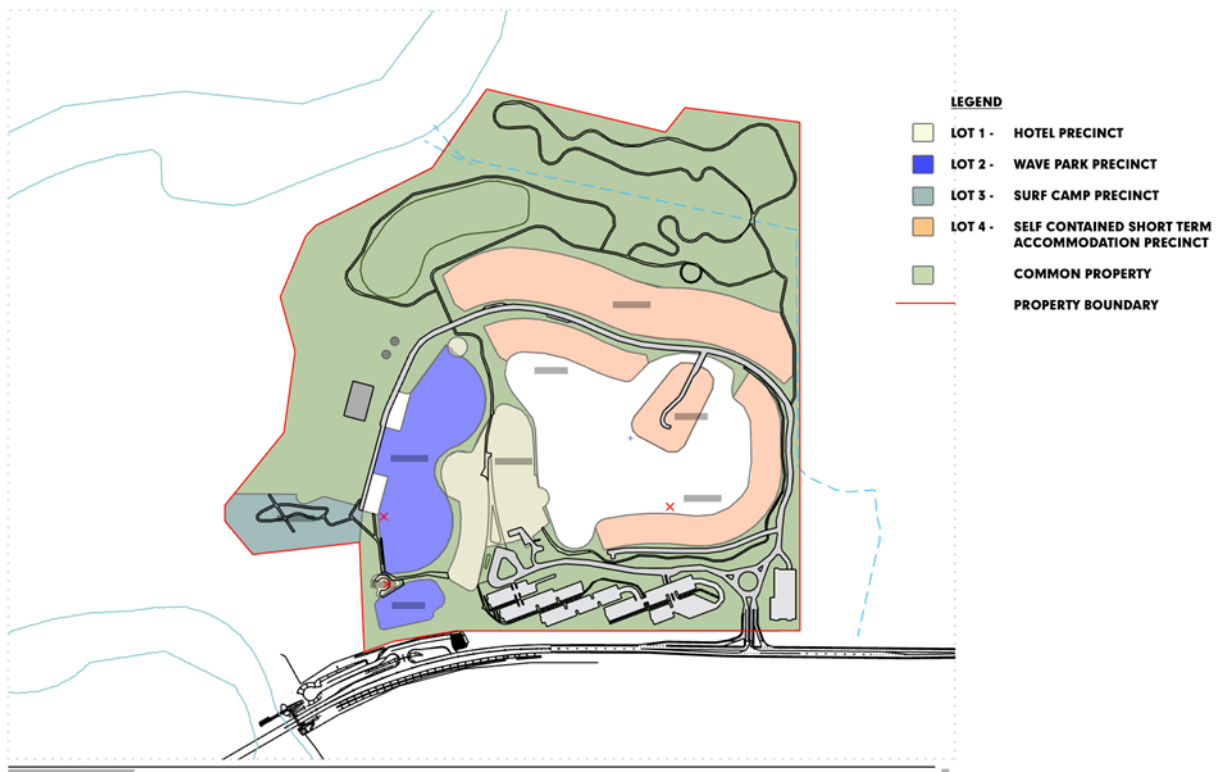 LEGEND
LOT 1 - HOTEL PRECINCT
LOT 2 - WAVE PARK PRECINCT
LOT 3 - SURF CAMP PRECINCT
LOT 4 - SELF CONTAINED SHORT TERM
ACCOMMODATION PRECINCT
COMMON PROPERTY
PROPERTY BOUNDARY